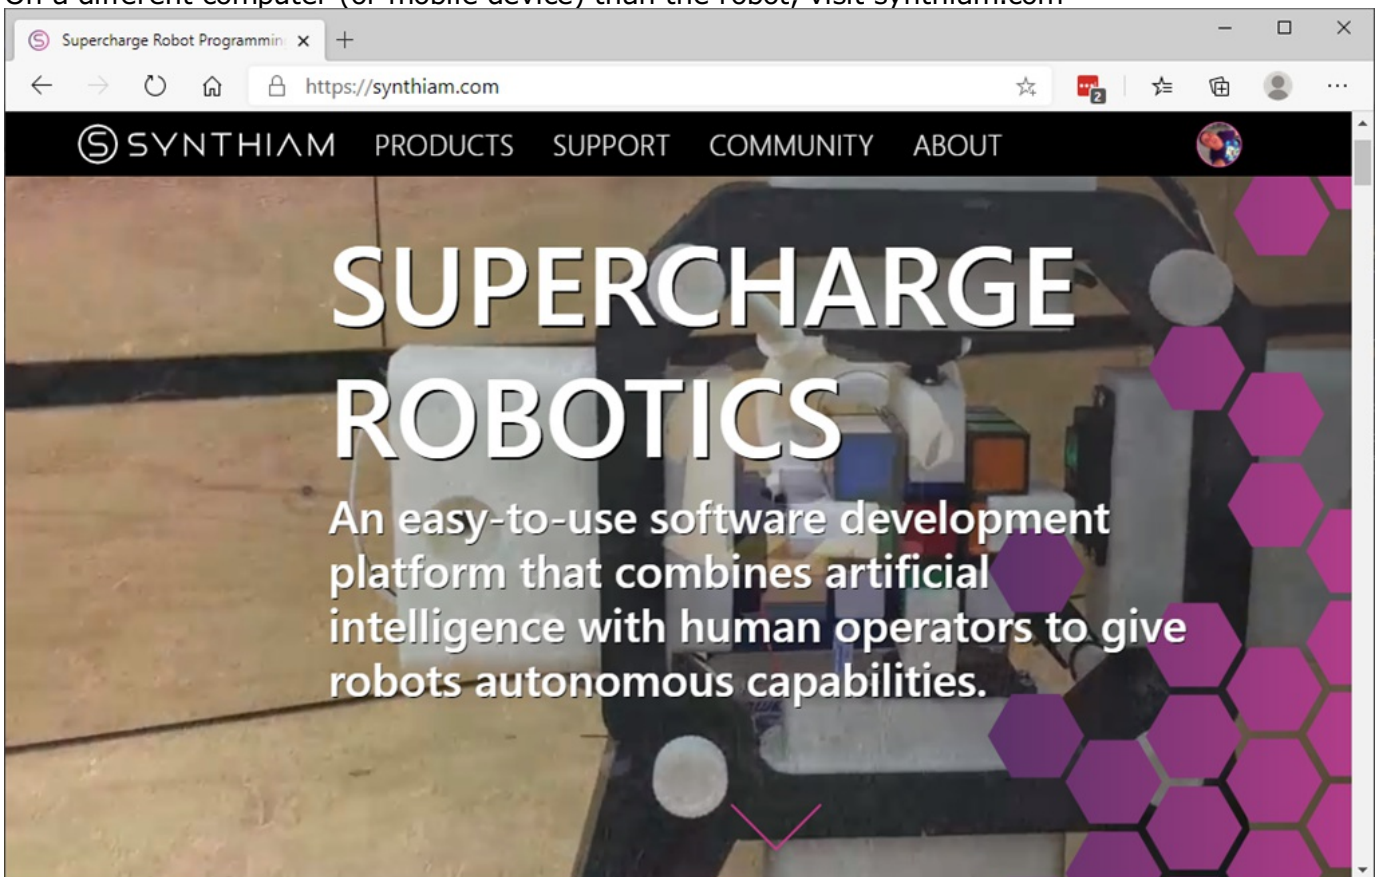 On a different computer (or mobile device) than the robot, visit synthiam.com
Supercharge Robot Programmin
2
https://synthiam.com
SYNTHIAM PRODUCTS SUPPORT COMMUNITY ABOUT
SUPERCHARGE
ROBOTICS
An easy-to-use software development
platform that combines artificial
intelligence with human operators to give
robots autonomous capabilities.